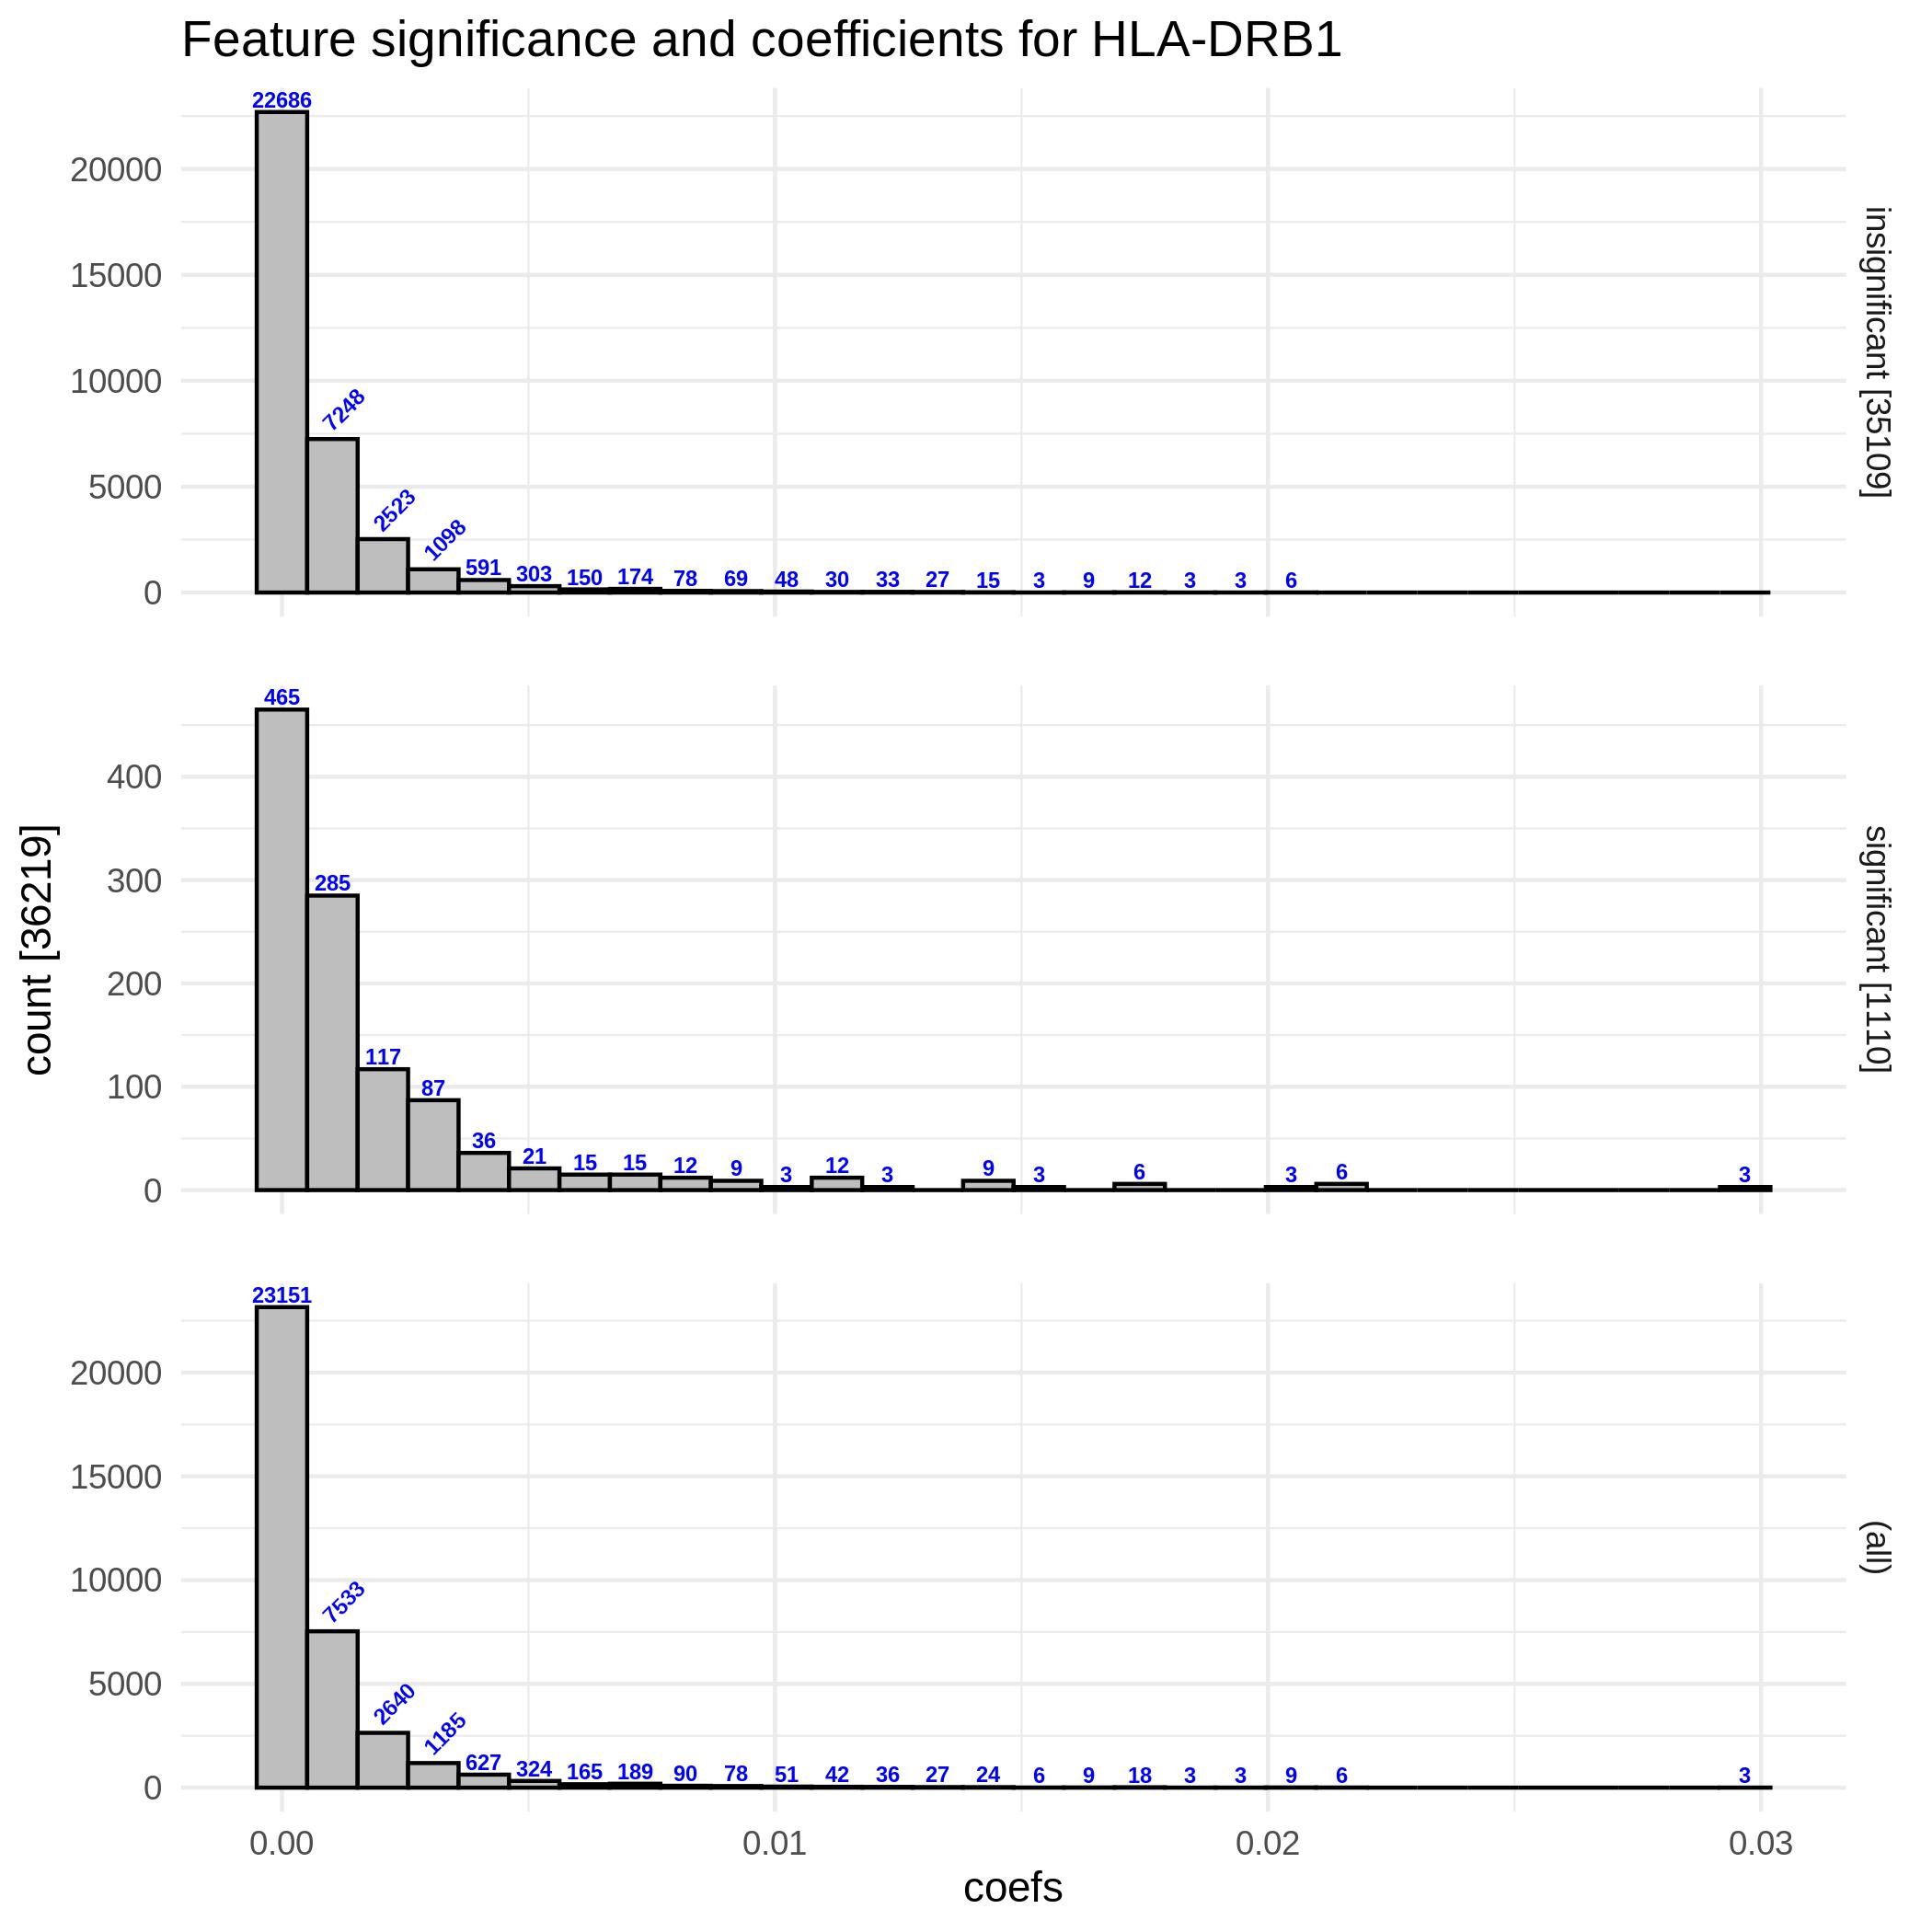 Feature significance and coefficients for HLA-DRB1
22686
20000
15000
10000
5000
0
7248
2523
1098
591 303 150 174 78 69 48 30 33 27 15 3 9 12 3 3 6
insignificant [35109]
465
400
300
200
100
0
285
117
87
36
21 15 15 12 9 3 12 3 9 3 6 3 6 3
significant [1110]
count [36219]
23151
20000
15000
10000
5000
0
7533
2640
1185
627 324 165 189 90 78 51 42 36 27 24 6 9 18 3 3 9 6 3
(all)
0.00 0.01 0.02 0.03
coefs